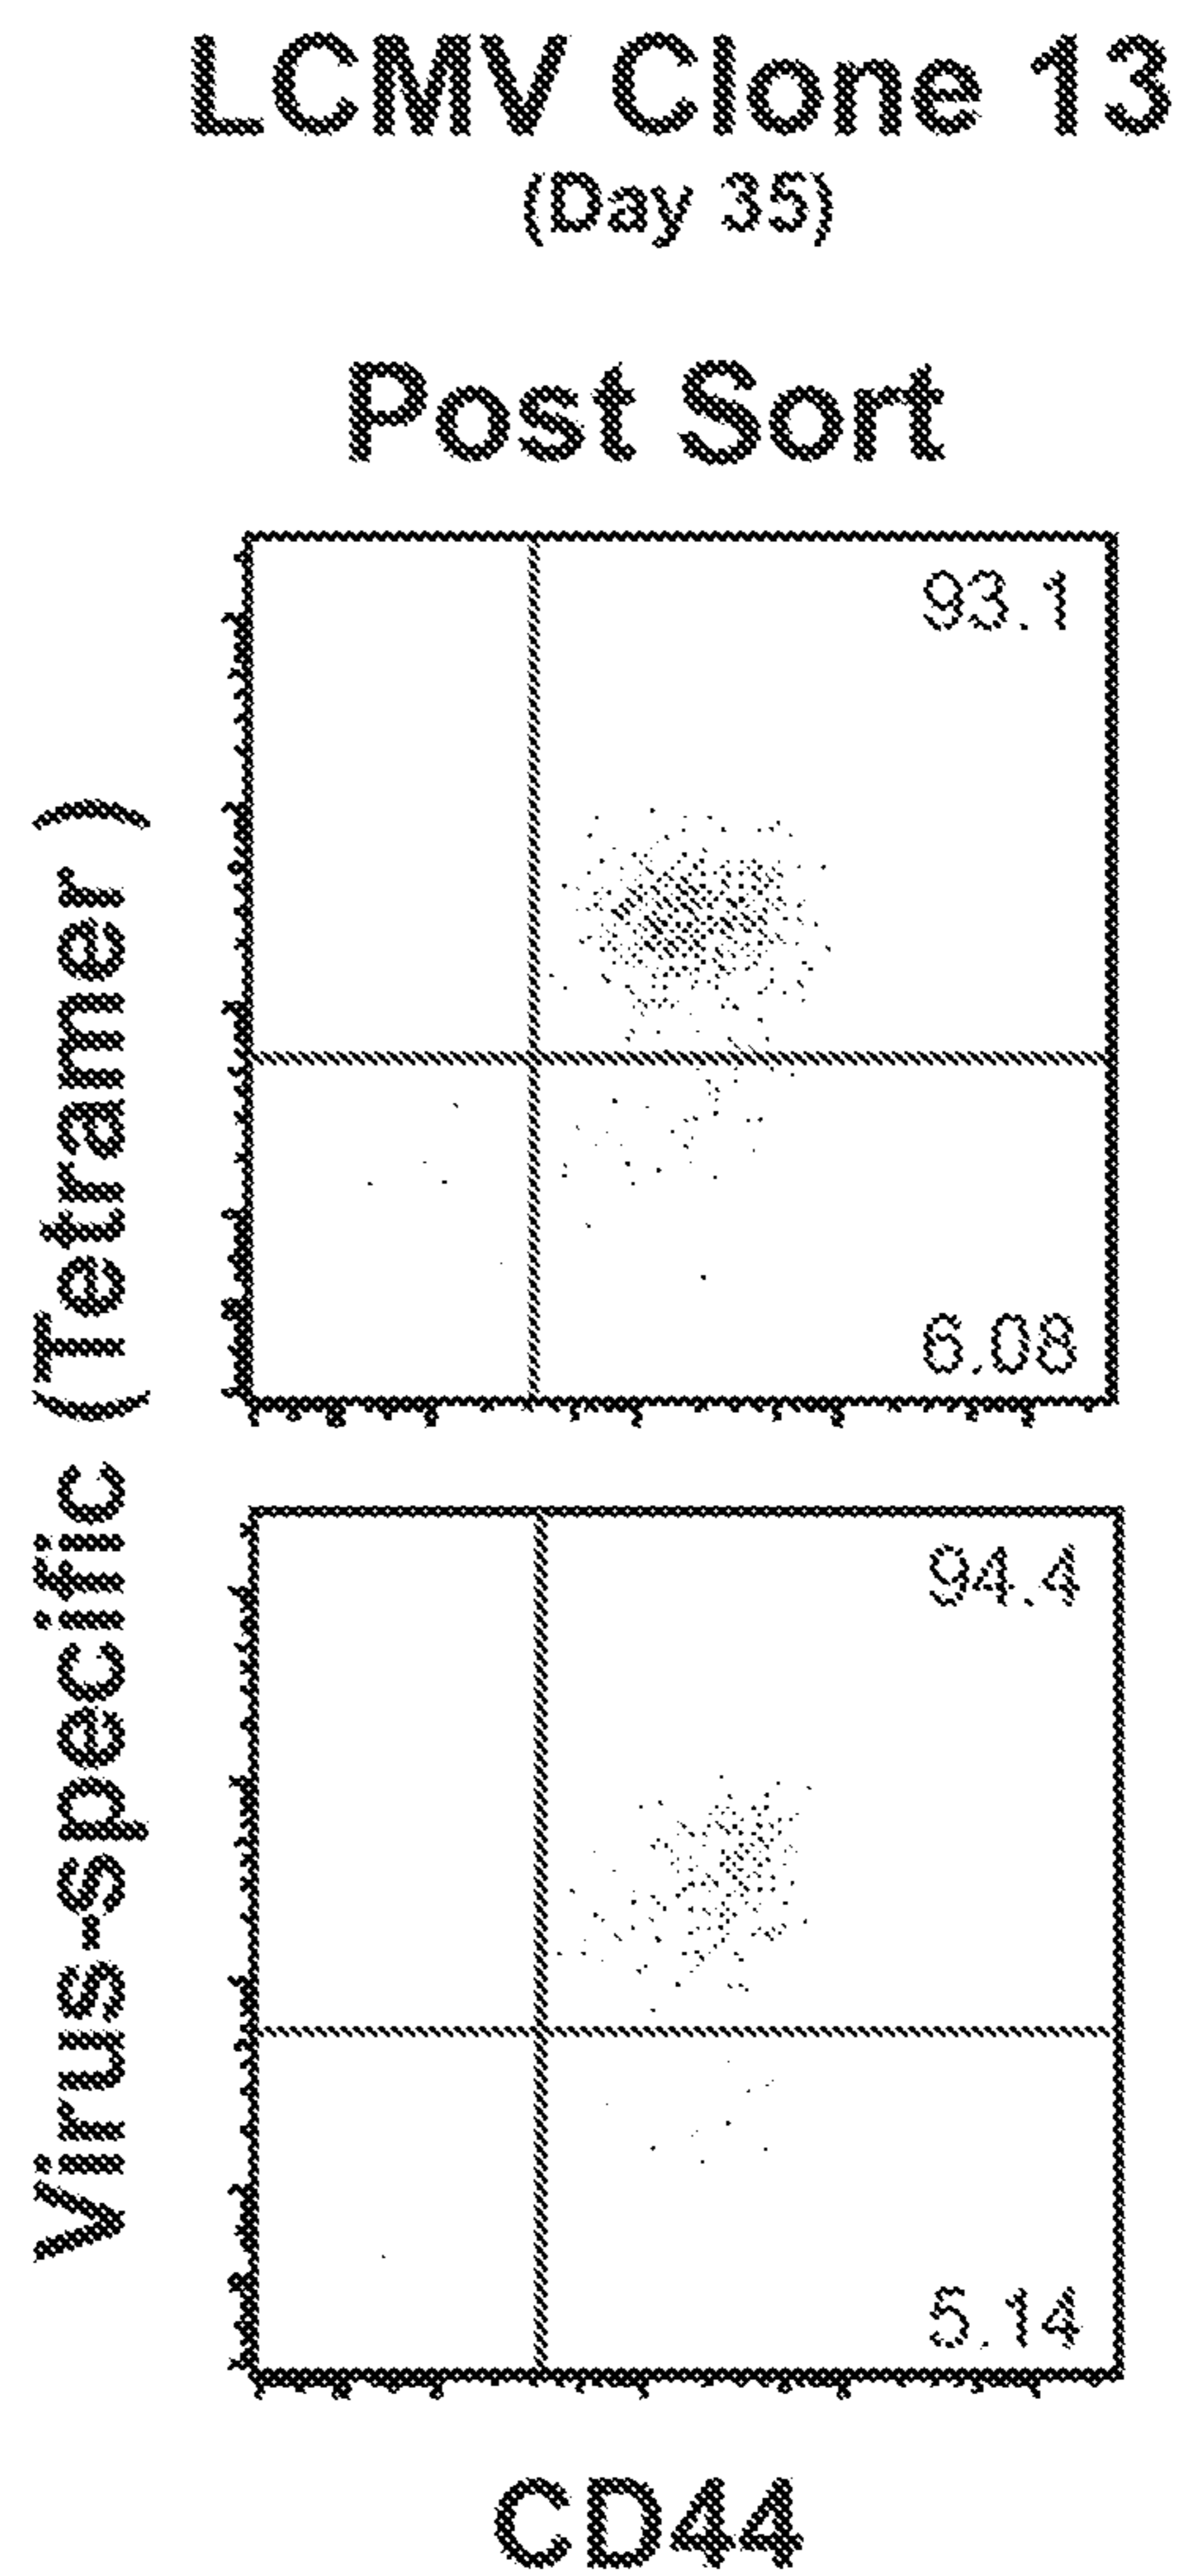 LCMV Clone 13
(Day 35)
Post Sort
Virus-specific (Tetramer )
93.1
6.08
94.4
5.14
CD44